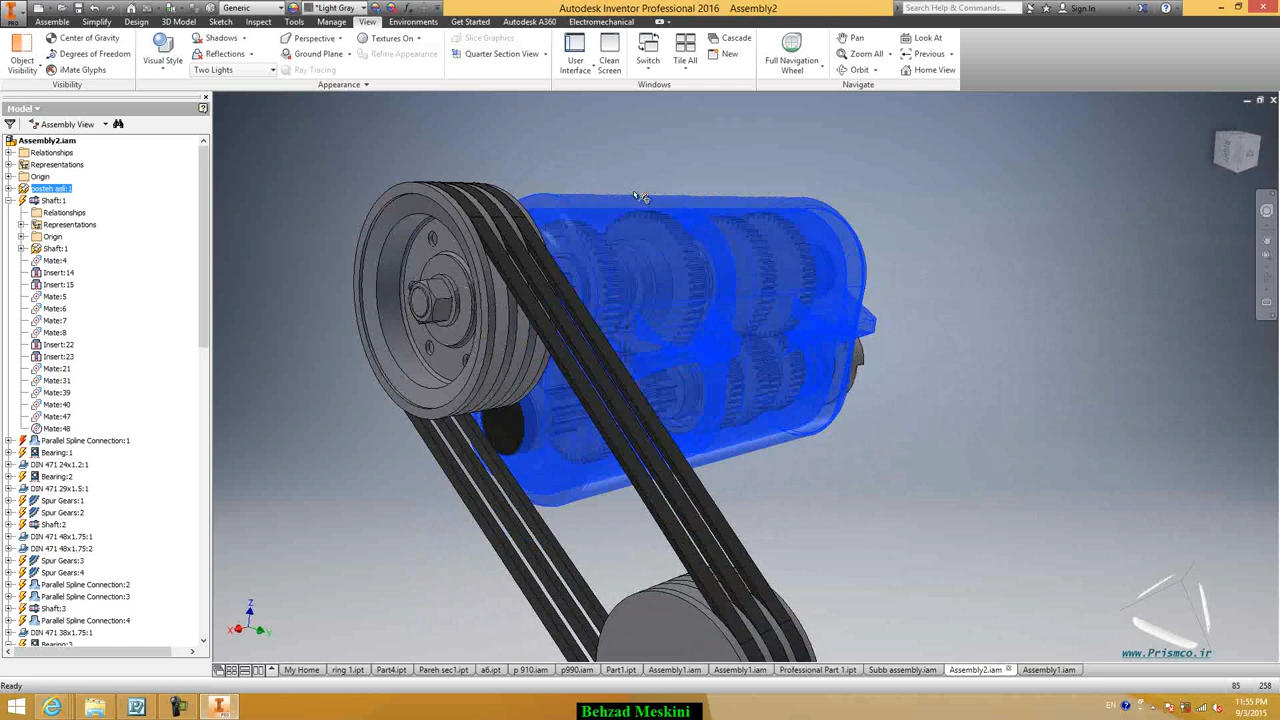 PRO
Generic
*Light Gray
Autodesk Inventor Professional 2016   Assembly2
Search Help & Commands...
Sign In
Assemble
Simplify
Design
3D Model
Sketch
Inspect
Tools
Manage
View
Environments
Get Started
Autodesk A360
Electromechanical
Object
Visibility
Center of Gravity
Degrees of Freedom
iMate Glyphs
Visibility
Visual Style
Shadows
Reflections
Two Lights
Perspective
Ground Plane
Ray Tracing
Textures On
Refine Appearance
Slice Graphics
Quarter Section View
Appearance
User
Interface
Clean
Screen
Switch
Tile All
Cascade
New
Windows
Full Navigation
Wheel
Pan
Zoom All
Orbit
Look At
Previous
Home View
Navigate
Model
Assembly View
Assembly2.iam
Relationships
Representations
Origin
posteh asli:1
Shaft:1
Relationships
Representations
Origin
Shaft:1
Mate:4
Insert:14
Insert:15
Mate:5
Mate:6
Mate:7
Mate:8
Insert:22
Insert:23
Mate:21
Mate:31
Mate:39
Mate:40
Mate:47
Mate:48
Parallel Spline Connection:1
Bearing:1
DIN 471 24x1.2:1
Bearing:2
DIN 471 29x1.5:1
Spur Gears:1
Spur Gears:2
Shaft:2
DIN 471 48x1.75:1
DIN 471 48x1.75:2
Spur Gears:3
Spur Gears:4
Parallel Spline Connection:2
Parallel Spline Connection:3
Shaft:3
Parallel Spline Connection:4
DIN 471 38x1.75:1
Bearing:3
RIGHT
Z
X
Y
www.Prismco.ir
My Home
ring 1.ipt
Part4.ipt
Pareh sec1.ipt
a6.ipt
p 910.iam
p990.iam
Part1.ipt
Assembly1.iam
Assembly1.iam
Professional Part 1.ipt
Subb assembly.iam
Assembly2.iam
Assembly1.iam
Ready
85
258
EN
11:55 PM
9/3/2015
Behzad Meskini